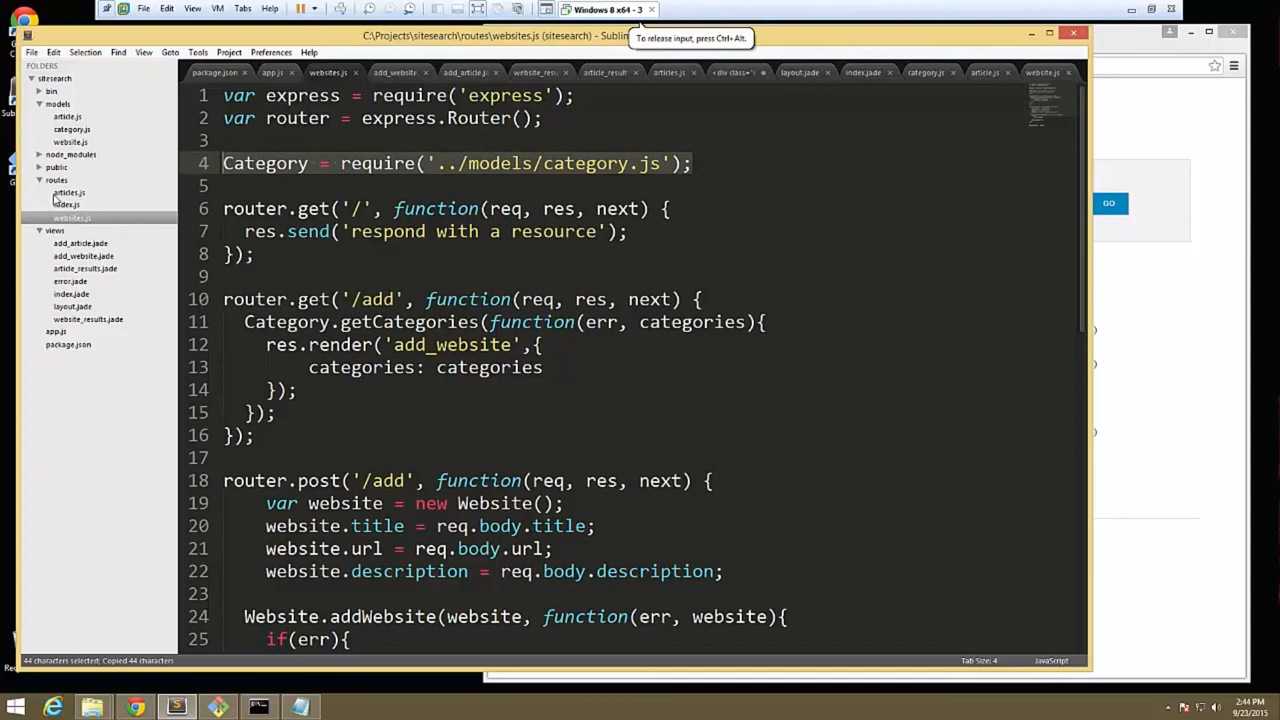 File Edit View VM Tabs Help
Windows 8 x64 - 3
C:\Projects\sitesearch\routes\websites.js (sitesearch) - Sublim
To release input, press Ctrl+Alt.
File Edit Selection Find View Goto Tools Project Preferences Help
FOLDERS
sitesearch
bin
models
article.js
category.js
website.js
node_modules
public
routes
articles.js
index.js
websites.js
views
add_article.jade
add_website.jade
article_results.jade
error.jade
index.jade
layout.jade
website_results.jade
app.js
package.json
package.json app.js websites.js add_website add_article.js website_resu article_result articles.js <div class=' layout.jade index.jade category.js article.js website.js
1 var express = require('express');
2 var router = express.Router();
3
4 Category = require('../models/category.js');
5
6 router.get('/', function(req, res, next) {
7 res.send('respond with a resource');
8 });
9
10 router.get('/add', function(req, res, next) {
11 Category.getCategories(function(err, categories){
12 res.render('add_website',{
13 categories: categories
14 });
15 });
16 });
17
18 router.post('/add', function(req, res, next) {
19 var website = new Website();
20 website.title = req.body.title;
21 website.url = req.body.url;
22 website.description = req.body.description;
23
24 Website.addWebsite(website, function(err, website){
25 if(err){
GO
44 characters selected; Copied 44 characters
Tab Size: 4
JavaScript
2:44 PM
9/23/2015